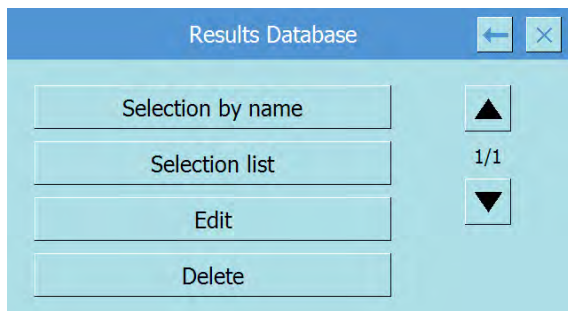 Results Database
Selection by name
Selection list
1/1
Edit
Delete